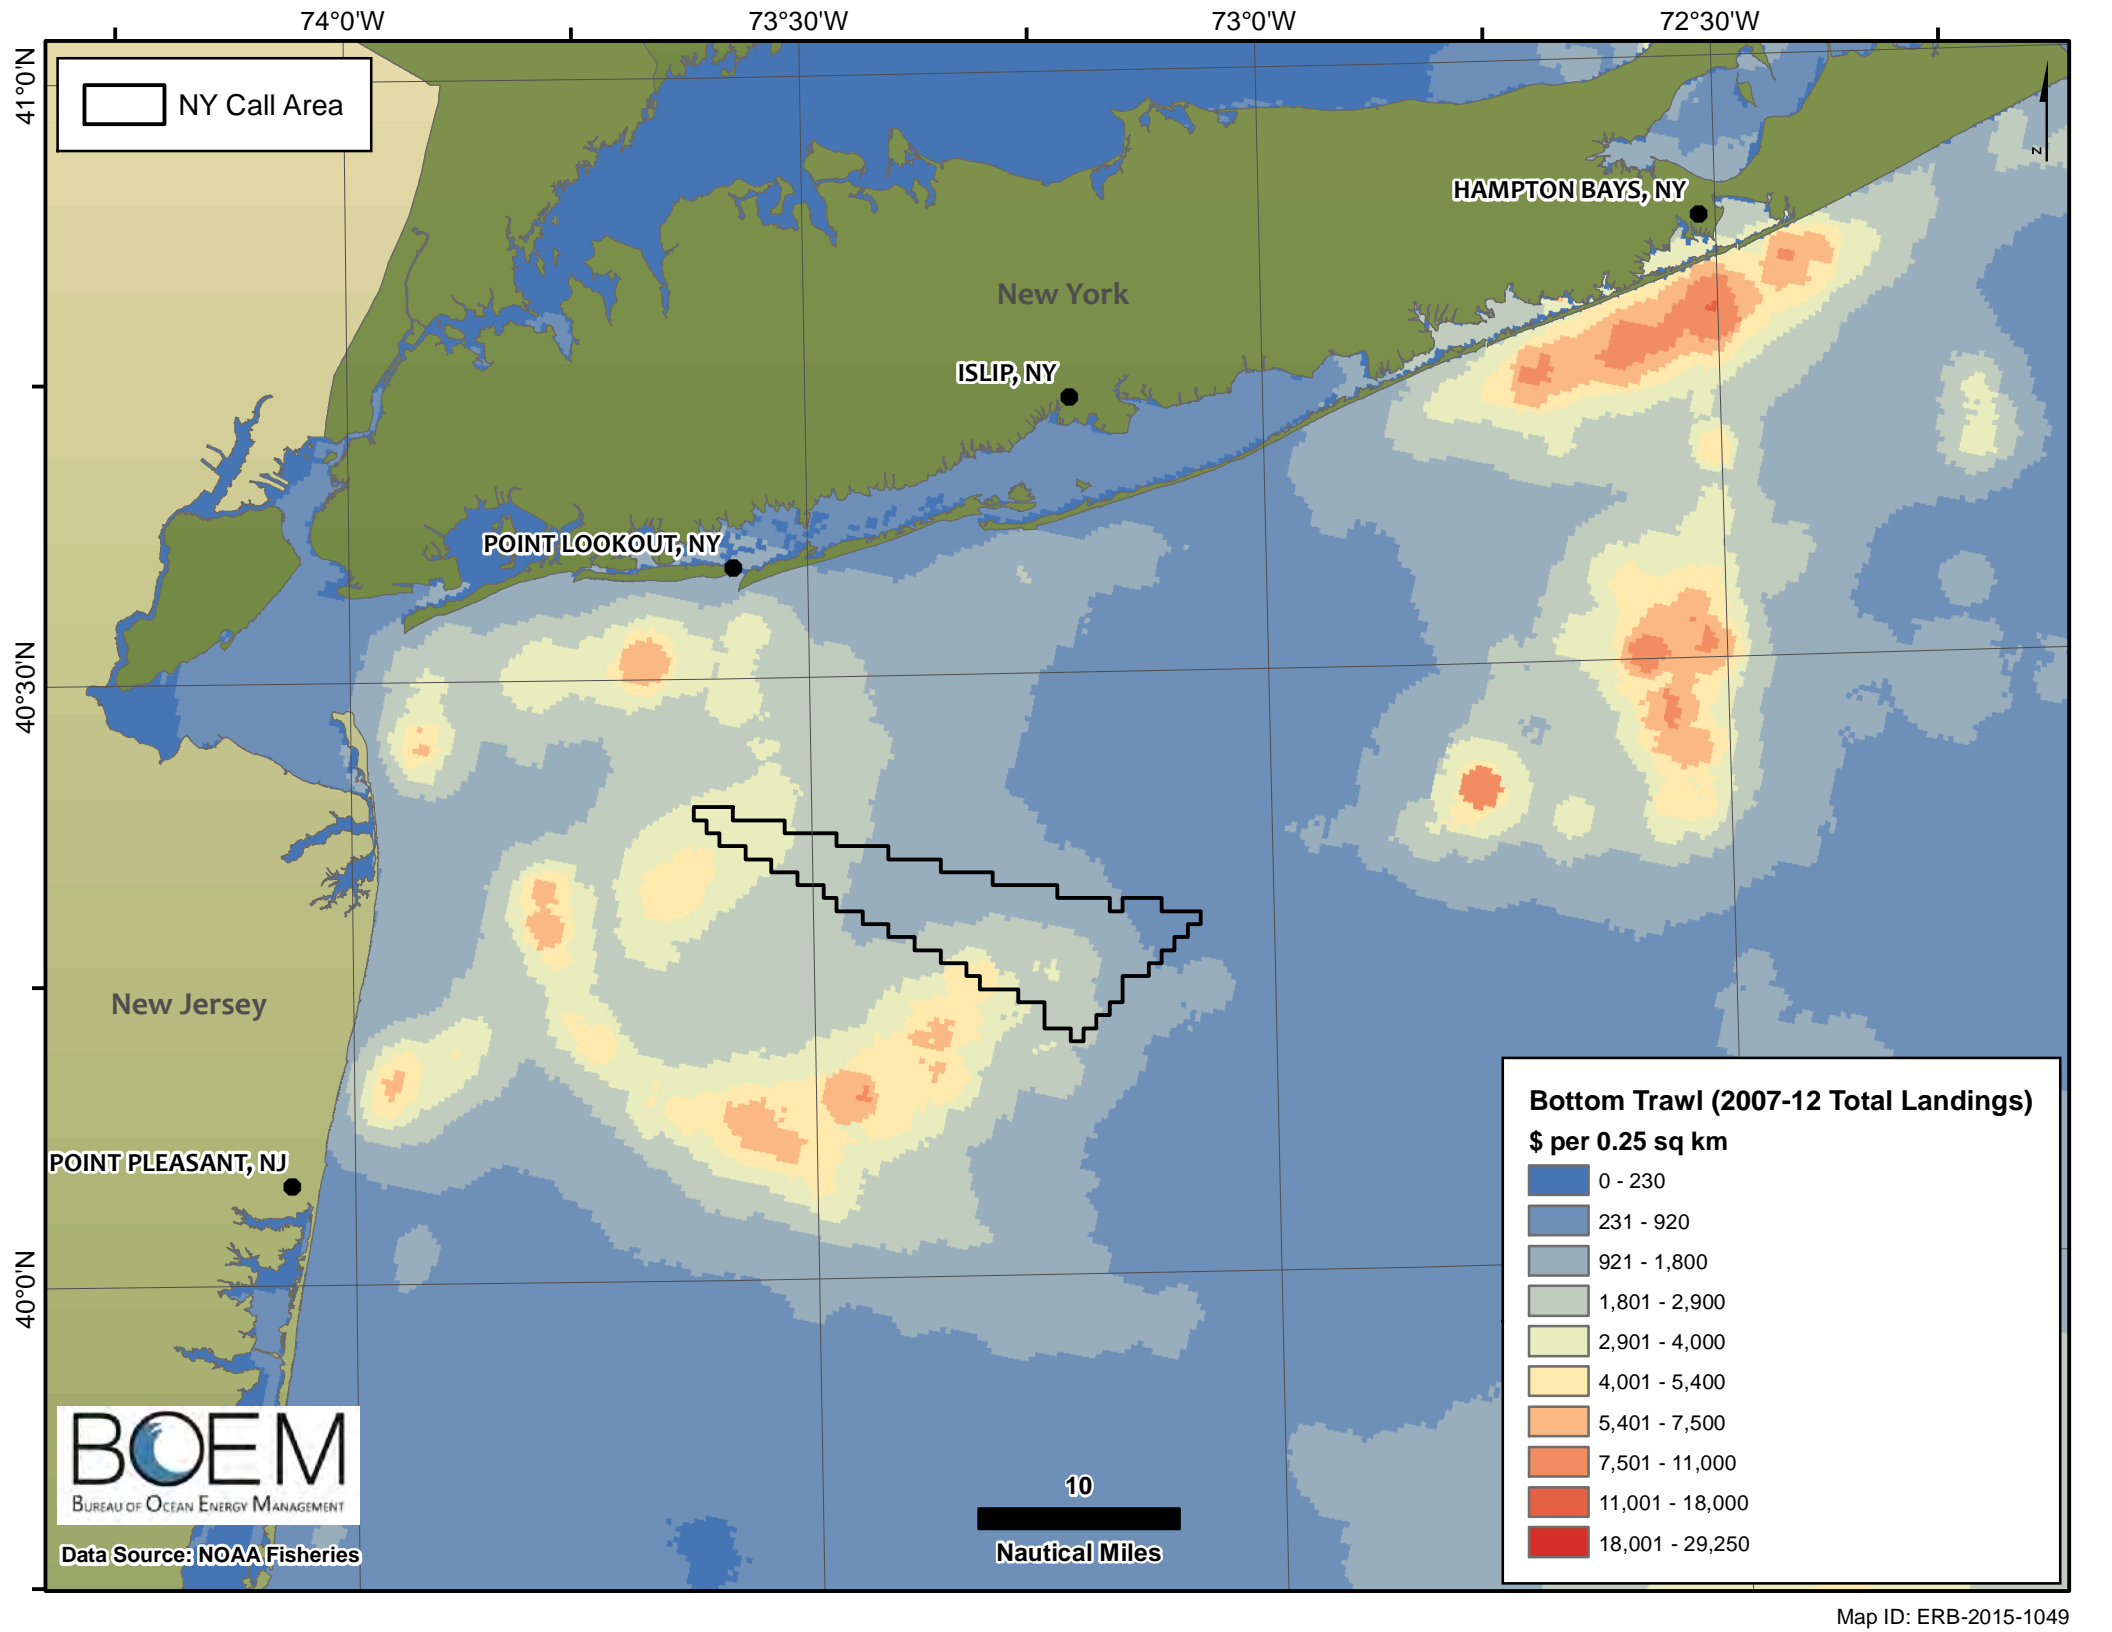 74°0'W
73°30'W
73°0'W
72°30'W
41°0'N
NY Call Area
N
HAMPTON BAYS, NY
New York
ISLIP, NY
POINT LOOKOUT, NY
40°30'N
New Jersey
POINT PLEASANT, NJ
40°0'N
Bottom Trawl (2007-12 Total Landings)
$ per 0.25 sq km
0 - 230
231 - 920
921 - 1,800
1,801 - 2,900
2,901 - 4,000
4,001 - 5,400
5,401 - 7,500
7,501 - 11,000
11,001 - 18,000
18,001 - 29,250
BOEM
BUREAU OF OCEAN ENERGY MANAGEMENT
Data Source: NOAA Fisheries
10
Nautical Miles
Map ID: ERB-2015-1049